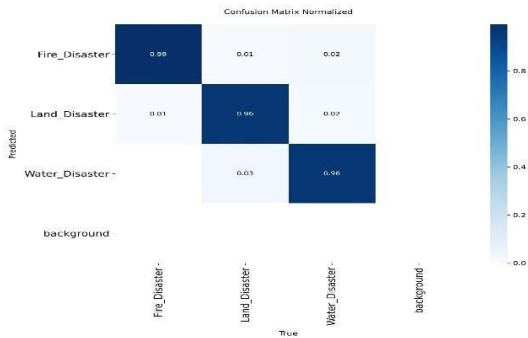 Confusion Matrix Normalized
Fire_Disaster
0.99 0.01 0.02
Land_Disaster
0.01 0.96 0.02
Water_Disaster
0.03 0.96
background
Predicted
0.8
0.6
0.4
0.2
0.0
Fire_Disaster
Land_Disaster
Water_Disaster
background
True